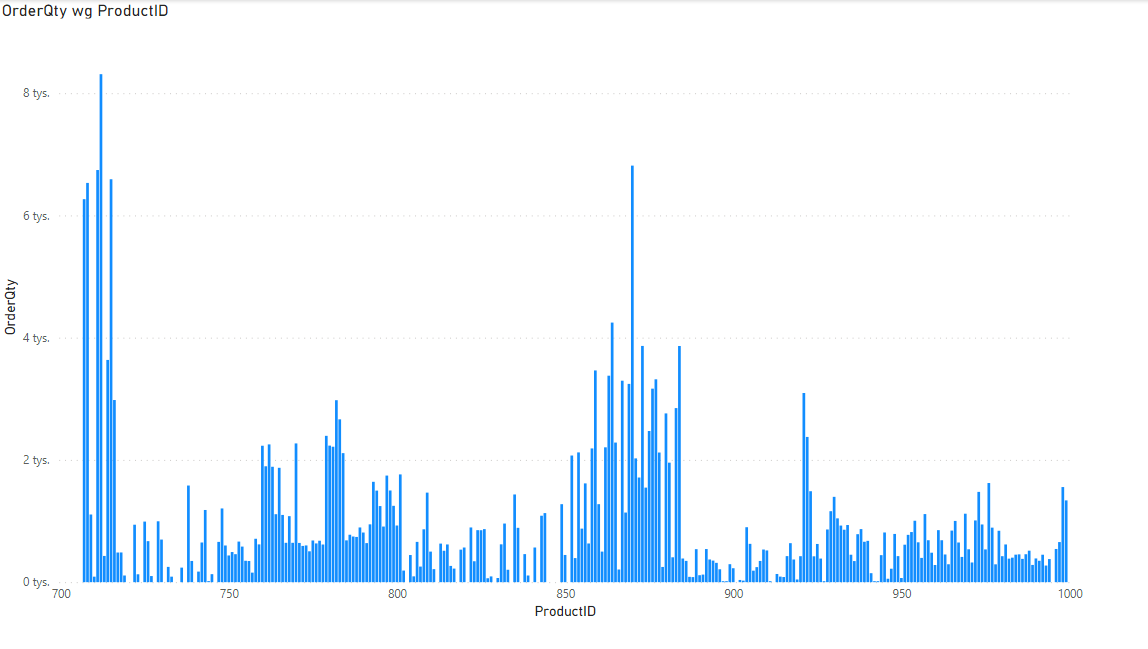 OrderQty wg ProductID
8 tys.
6 tys.
4 tys.
2 tys.
0 tys.
OrderQty
700 750 800 850 900 950 1000
ProductID